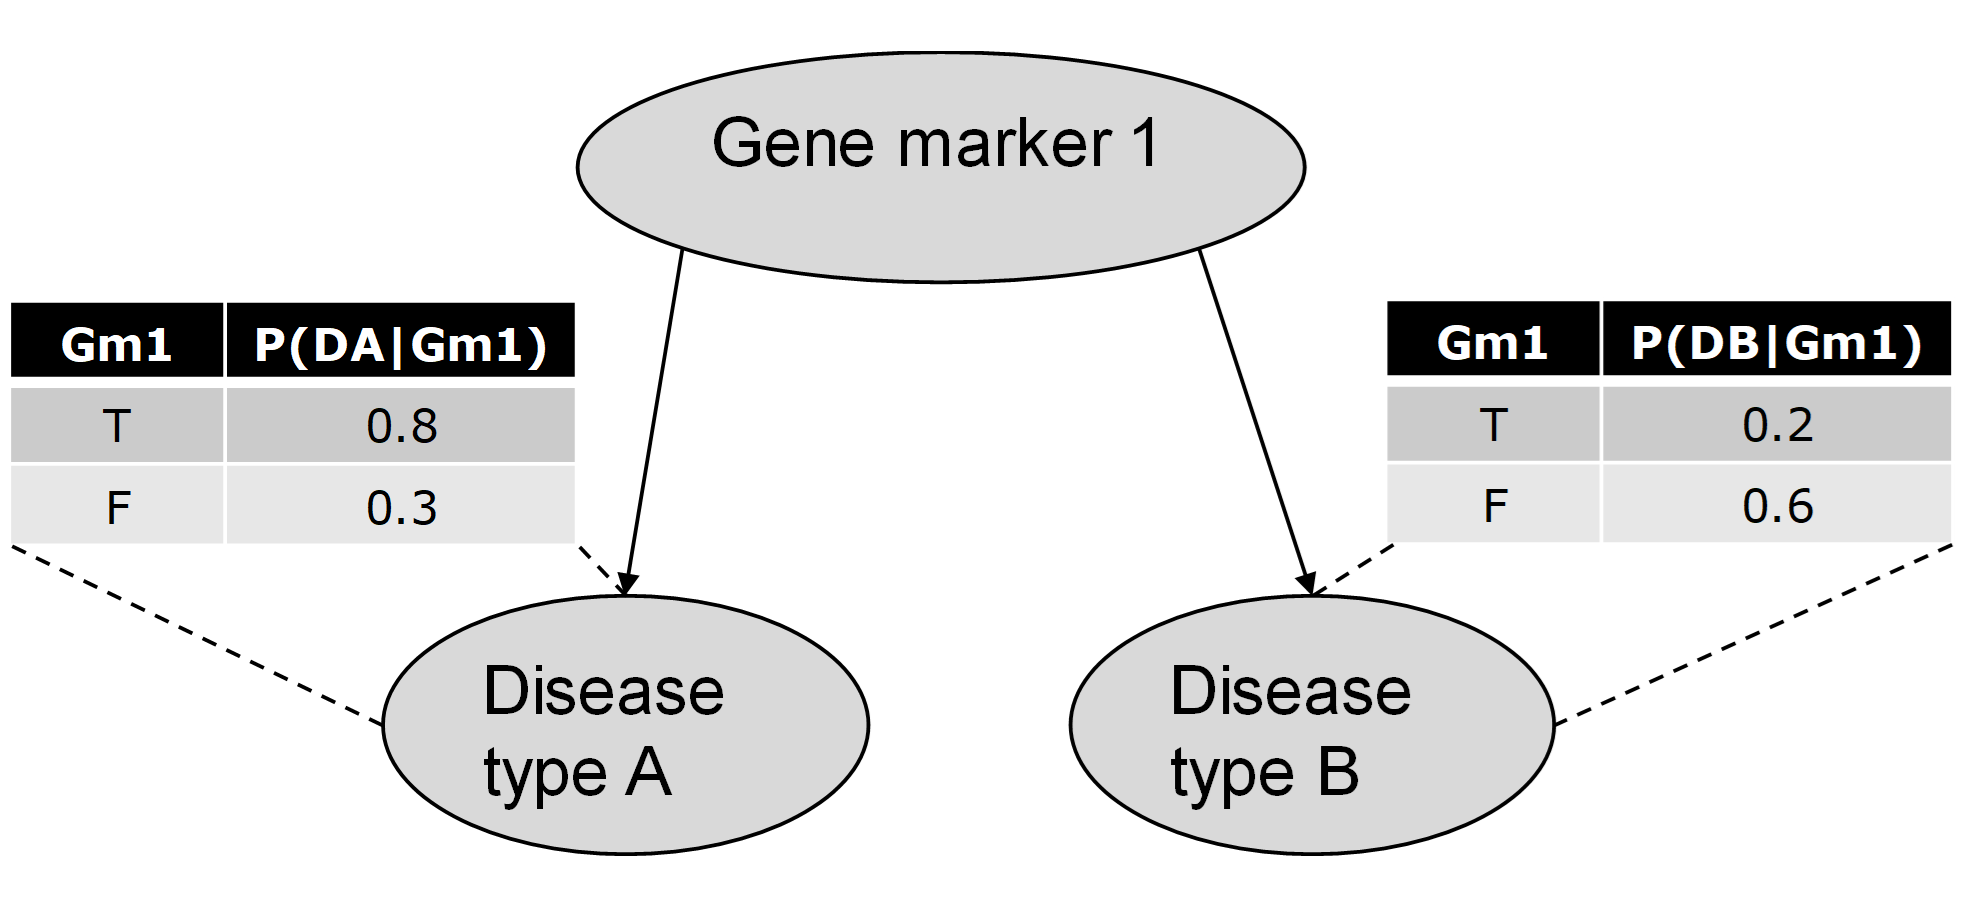 Gene marker 1
Gm1 P(DA|Gm1)
T 0.8
F 0.3
Gm1 P(DB|Gm1)
T 0.2
F 0.6
Disease
type A
Disease
type B